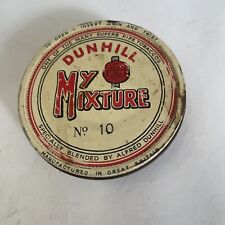 TO OPEN - INSERT COIN AND TWIST
ONE OF THE MANY SUPERB PIPE TOBACCOS
DUNHILL
MY
MIXTURE
Nº 10
SPECIALLY BLENDED BY ALFRED DUNHILL
MANUFACTURED IN GREAT BRITAIN